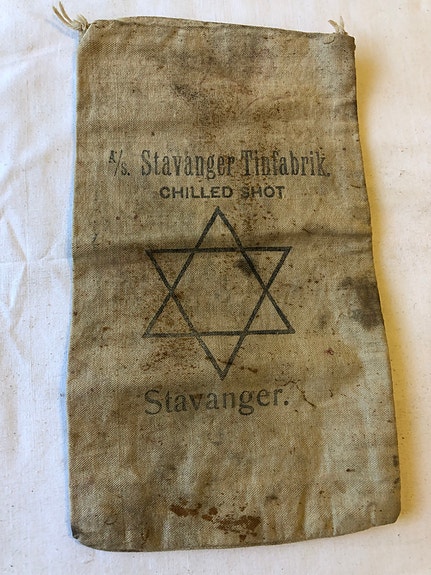 A/S. Stavanger Tinfabrik.
CHILLED SHOT
Stavanger.